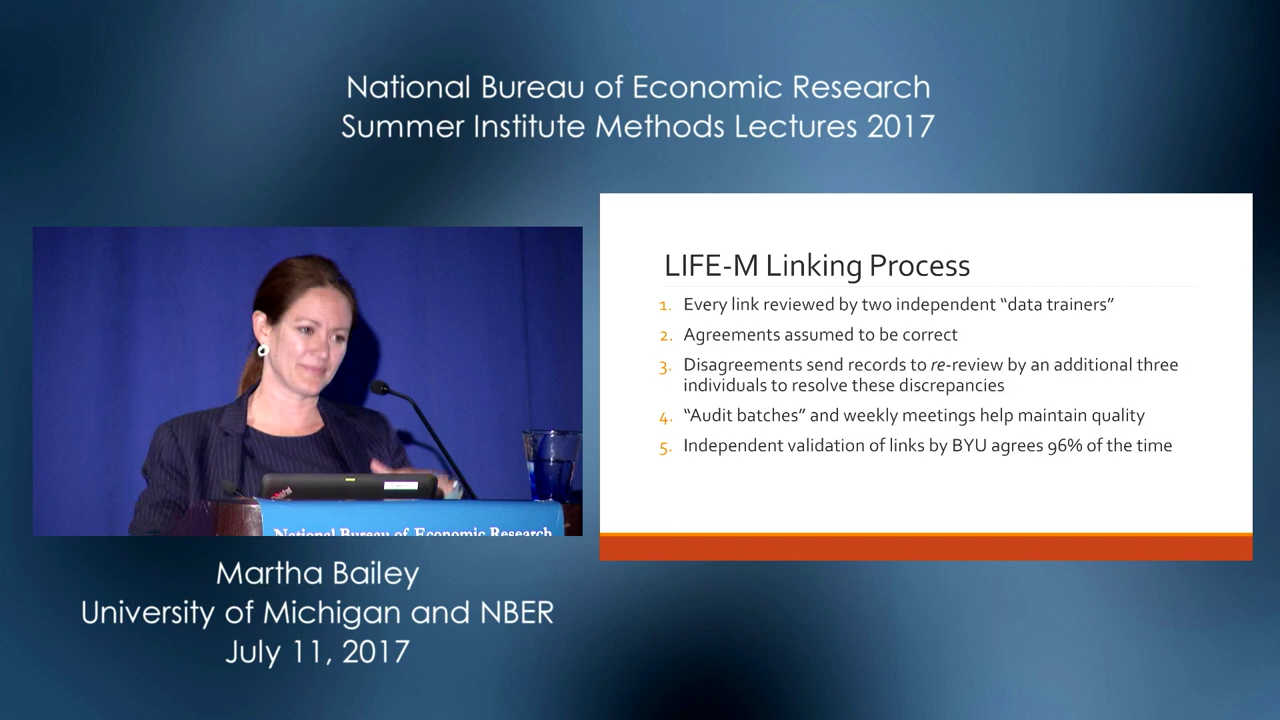 National Bureau of Economic Research
Summer Institute Methods Lectures 2017
LIFE-M Linking Process
1. Every link reviewed by two independent “data trainers”
2. Agreements assumed to be correct
3. Disagreements send records to re-review by an additional three
individuals to resolve these discrepancies
4. “Audit batches” and weekly meetings help maintain quality
5. Independent validation of links by BYU agrees 96% of the time
National Bureau of Economic Research
Martha Bailey
University of Michigan and NBER
July 11, 2017